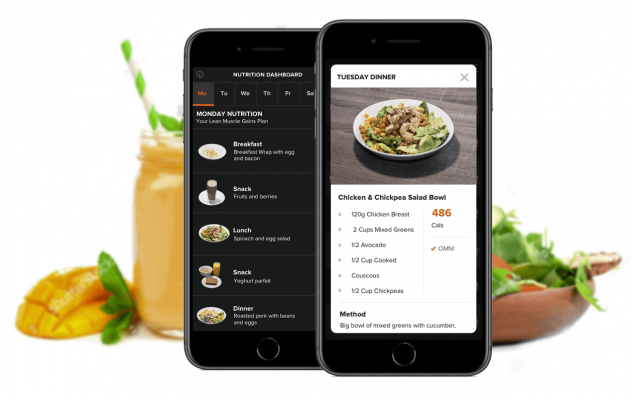 NUTRITION DASHBOARD
Mo Tu We Th Fr Sa
MONDAY NUTRITION
Your Lean Muscle Gains Plan
Breakfast
Breakfast Wrap with egg
and bacon
Snack
Fruits and berries
Lunch
Spinach and egg salad
Snack
Yoghurt parfait
Dinner
Roasted pork with beans
and eggs
TUESDAY DINNER
Chicken & Chickpea Salad Bowl
120g Chicken Breast
2 Cups Mixed Greens
1/2 Avocado
1/2 Cup Cooked
Couscous
1/2 Cup Chickpeas
486
Cals
OMNI
Method
Big bowl of mixed greens with cucumber,